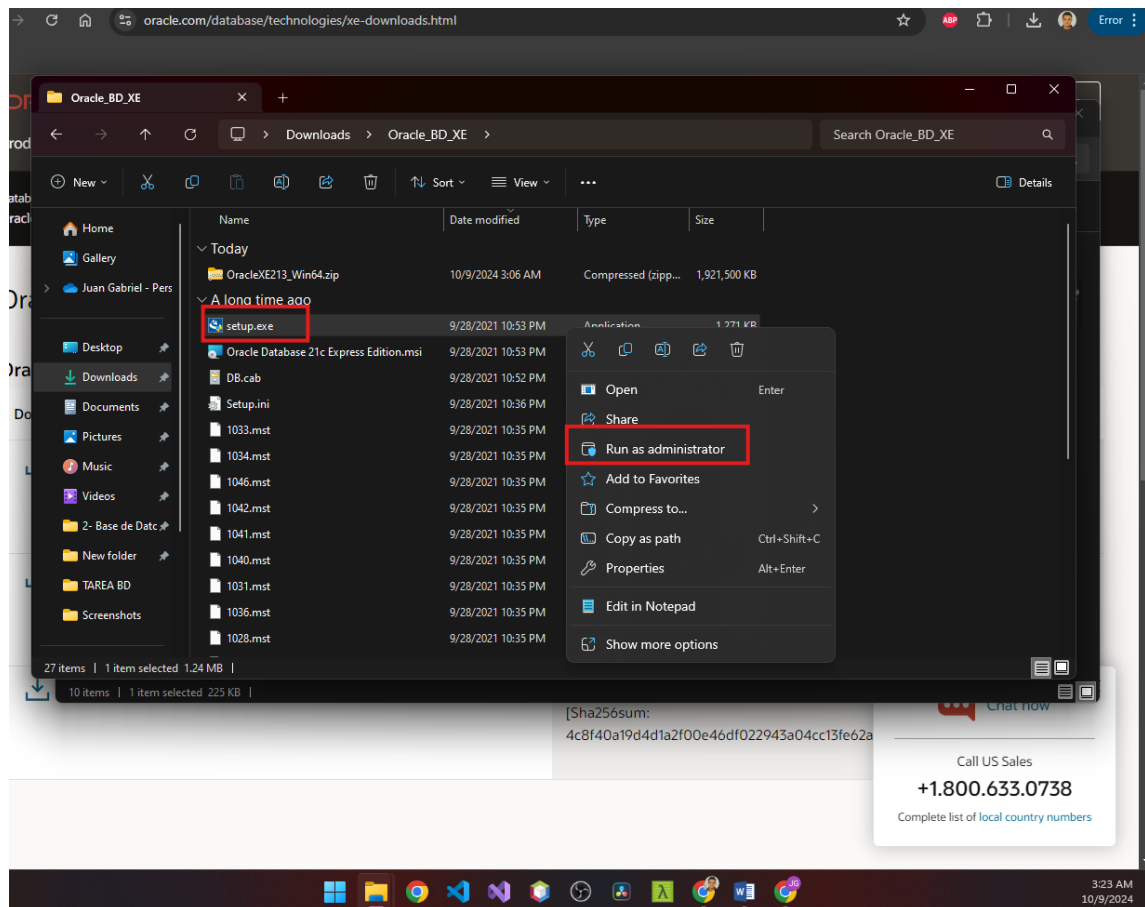 oracle.com/database/technologies/xe-downloads.html
ABP
Error
Oracle_BD_XE
Downloads > Oracle_BD_XE >
Search Oracle_BD_XE
New
Sort
View
Details
Name Date modified Type Size
Home
Gallery
Juan Gabriel - Pers
Desktop
Downloads
Documents
Pictures
Music
Videos
2- Base de Datc
New folder
TAREA BD
Screenshots
Today
OracleXE213_Win64.zip 10/9/2024 3:06 AM Compressed (zipp... 1,921,500 KB
A long time ago
setup.exe 9/28/2021 10:53 PM Application 1,271 KB
Oracle Database 21c Express Edition.msi 9/28/2021 10:53 PM
DB.cab 9/28/2021 10:52 PM
Setup.ini 9/28/2021 10:36 PM
1033.mst 9/28/2021 10:35 PM
1034.mst 9/28/2021 10:35 PM
1046.mst 9/28/2021 10:35 PM
1042.mst 9/28/2021 10:35 PM
1041.mst 9/28/2021 10:35 PM
1040.mst 9/28/2021 10:35 PM
1031.mst 9/28/2021 10:35 PM
1036.mst 9/28/2021 10:35 PM
1028.mst 9/28/2021 10:35 PM
Open Enter
Share
Run as administrator
Add to Favorites
Compress to...
Copy as path Ctrl+Shift+C
Properties Alt+Enter
Edit in Notepad
Show more options
27 items | 1 item selected 1.24 MB |
10 items | 1 item selected 225 KB |
[Sha256sum:
4c8f40a19d4d1a2f00e46df022943a04cc13fe62a
Chat now
Call US Sales
+1.800.633.0738
Complete list of local country numbers
JG
3:23 AM
10/9/2024